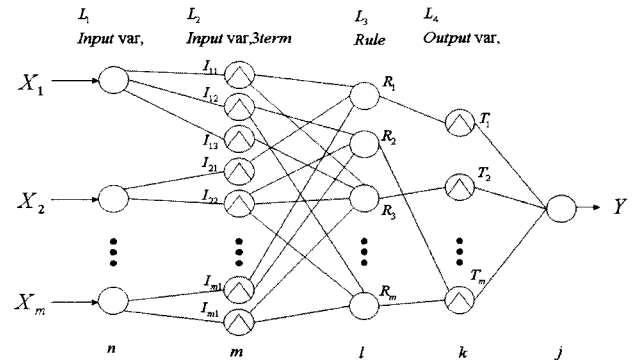 L₁ L₂ L₃ L₄
Input var, Input var,3term Rule Output var,
X₁ I₁₁ R₁
I₁₂ T₁
I₁₃ R₂
I₂₁ T₂
X₂ I₂₂ R₃ Y
Xₘ Iₘ₁ Rₘ Tₘ
Iₘ₁
n m l k j